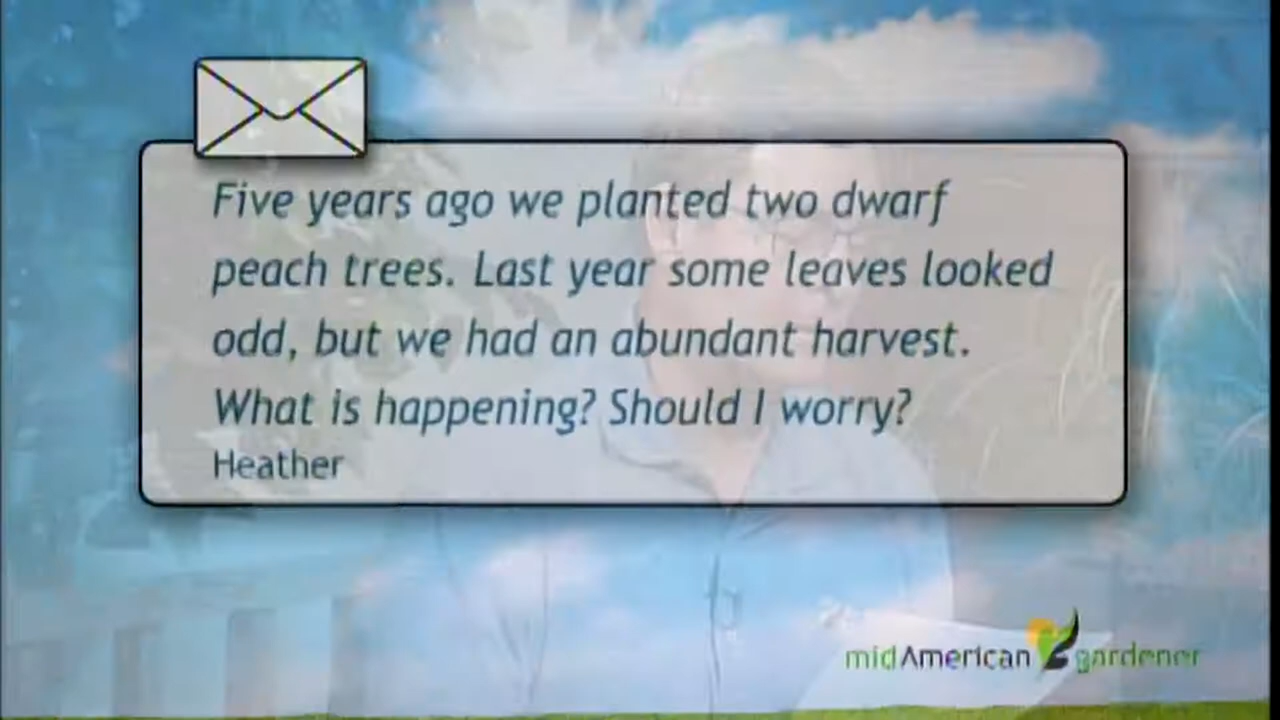 Five years ago we planted two dwarf
peach trees. Last year some leaves looked
odd, but we had an abundant harvest.
What is happening? Should I worry?
Heather
midAmerican gardener